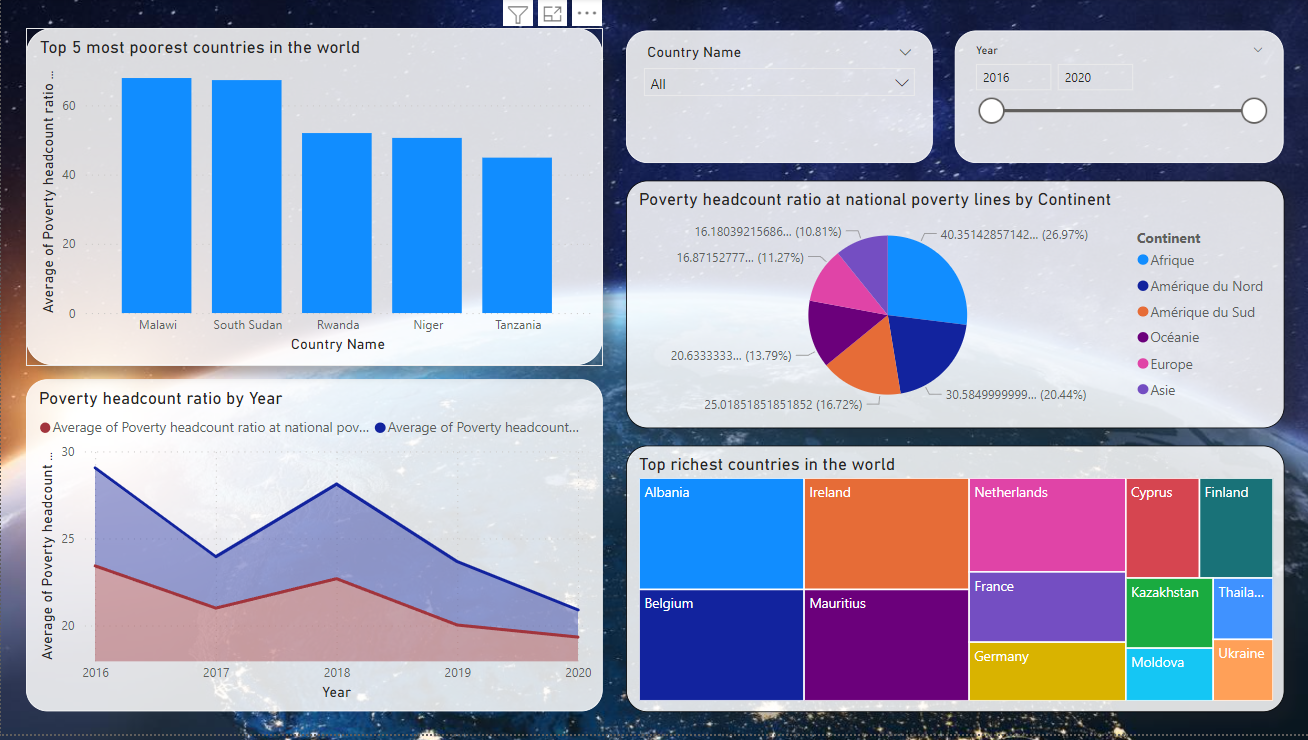 Top 5 most poorest countries in the world
Average of Poverty headcount ratio ...
60
40
20
0
Malawi
South Sudan
Rwanda
Niger
Tanzania
Country Name
Country Name
All
Year
2016
2020
Poverty headcount ratio at national poverty lines by Continent
16.18039215686... (10.81%)
40.35142857142... (26.97%)
16.87152777... (11.27%)
20.6333333... (13.79%)
25.01851851851852 (16.72%)
30.5849999999... (20.44%)
Continent
Afrique
Amérique du Nord
Amérique du Sud
Océanie
Europe
Asie
Poverty headcount ratio by Year
Average of Poverty headcount ratio at national pov...
Average of Poverty headcount...
Average of Poverty headcount ...
30
25
20
2016
2017
2018
2019
2020
Year
Top richest countries in the world
Albania
Ireland
Netherlands
Cyprus
Finland
Belgium
Mauritius
France
Kazakhstan
Thaila...
Germany
Moldova
Ukraine